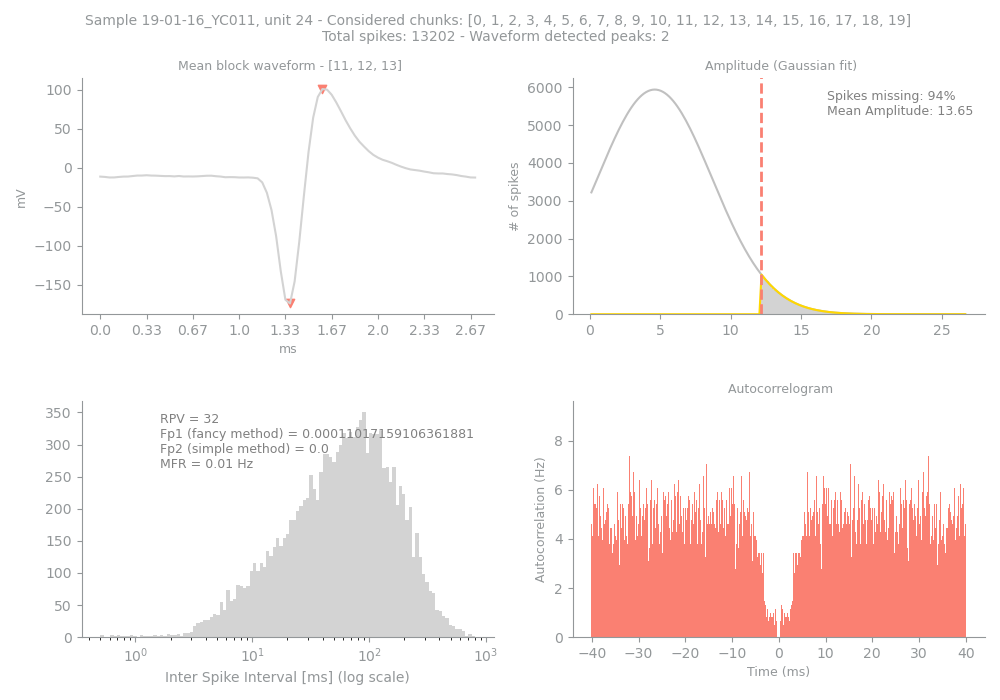 Sample 19-01-16_YC011, unit 24 - Considered chunks: [0, 1, 2, 3, 4, 5, 6, 7, 8, 9, 10, 11, 12, 13, 14, 15, 16, 17, 18, 19]
Total spikes: 13202 - Waveform detected peaks: 2
Mean block waveform - [11, 12, 13]
100
50
0
−50
−100
−150
mV
0.0 0.33 0.67 1.0 1.33 1.67 2.0 2.33 2.67
ms
Amplitude (Gaussian fit)
Spikes missing: 94%
Mean Amplitude: 13.65
6000
5000
4000
3000
2000
1000
0
# of spikes
0 5 10 15 20 25
RPV = 32
Fp1 (fancy method) = 0.00011017159106361881
Fp2 (simple method) = 0.0
MFR = 0.01 Hz
350
300
250
200
150
100
50
0
10⁰ 10¹ 10² 10³
Inter Spike Interval [ms] (log scale)
Autocorrelogram
8
6
4
2
0
Autocorrelation (Hz)
−40 −30 −20 −10 0 10 20 30 40
Time (ms)